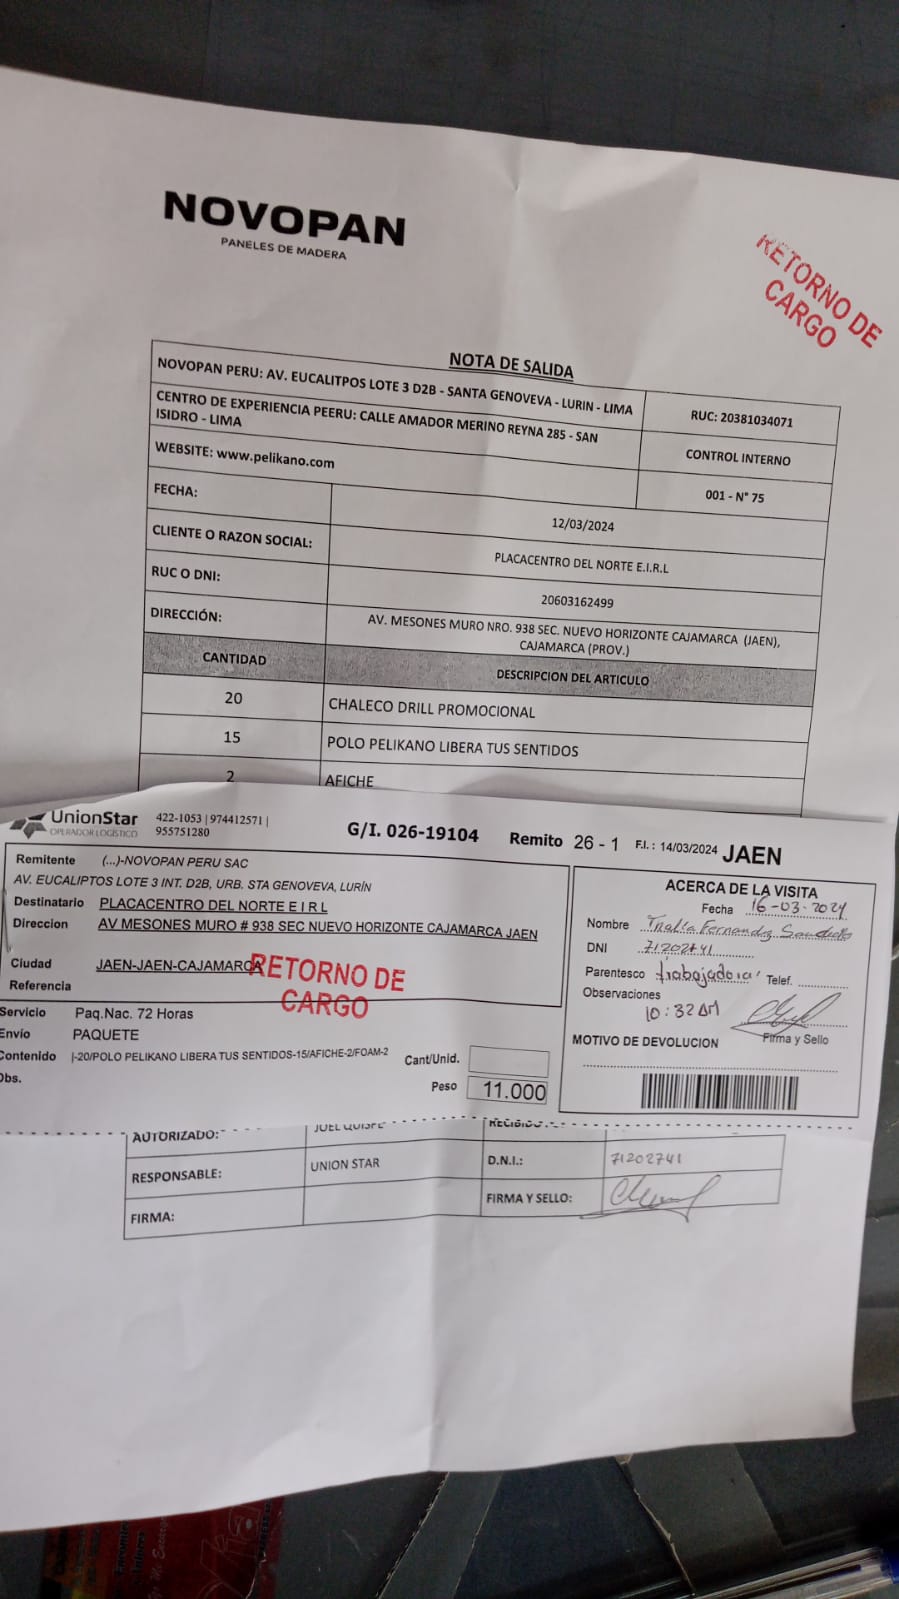 NOVOPAN
PANELES DE MADERA
RETORNO DE
CARGO
NOTA DE SALIDA
NOVOPAN PERU: AV. EUCALITPOS LOTE 3 D2B - SANTA GENOVEVA - LURIN - LIMA
RUC: 20381034071
CENTRO DE EXPERIENCIA PEERU: CALLE AMADOR MERINO REYNA 285 - SAN
ISIDRO - LIMA
CONTROL INTERNO
WEBSITE: www.pelikano.com
001 - N° 75
FECHA:
12/03/2024
CLIENTE O RAZON SOCIAL:
PLACACENTRO DEL NORTE E.I.R.L
RUC O DNI:
20603162499
DIRECCIÓN:
AV. MESONES MURO NRO. 938 SEC. NUEVO HORIZONTE CAJAMARCA (JAEN),
CAJAMARCA (PROV.)
CANTIDAD DESCRIPCION DEL ARTICULO
20 CHALECO DRILL PROMOCIONAL
15 POLO PELIKANO LIBERA TUS SENTIDOS
2 AFICHE
UnionStar
OPERADOR LOGÍSTICO
422-1053 | 974412571 |
955751280
G/I. 026-19104 Remito 26 - 1 F.I.: 14/03/2024 JAEN
Remitente (...)-NOVOPAN PERU SAC
AV. EUCALIPTOS LOTE 3 INT. D2B, URB. STA GENOVEVA, LURÍN
Destinatario PLACACENTRO DEL NORTE E I R L
Direccion AV MESONES MURO # 938 SEC NUEVO HORIZONTE CAJAMARCA JAEN
Ciudad JAEN-JAEN-CAJAMARCA
Referencia
RETORNO DE
CARGO
Servicio Paq.Nac. 72 Horas
Envío PAQUETE
Contenido |-20/POLO PELIKANO LIBERA TUS SENTIDOS-15/AFICHE-2/FOAM-2
Obs.
Cant/Unid.
Peso 11.000
ACERCA DE LA VISITA
Fecha 16-03-2024
Nombre Fernandez
DNI 71202741
Parentesco trabajadora Telef.
Observaciones
10:32 AM
Firma y Sello
MOTIVO DE DEVOLUCION
AUTORIZADO: JOEL QUISPE RECIBIDO
RESPONSABLE: UNION STAR D.N.I.: 71202741
FIRMA: FIRMA Y SELLO: